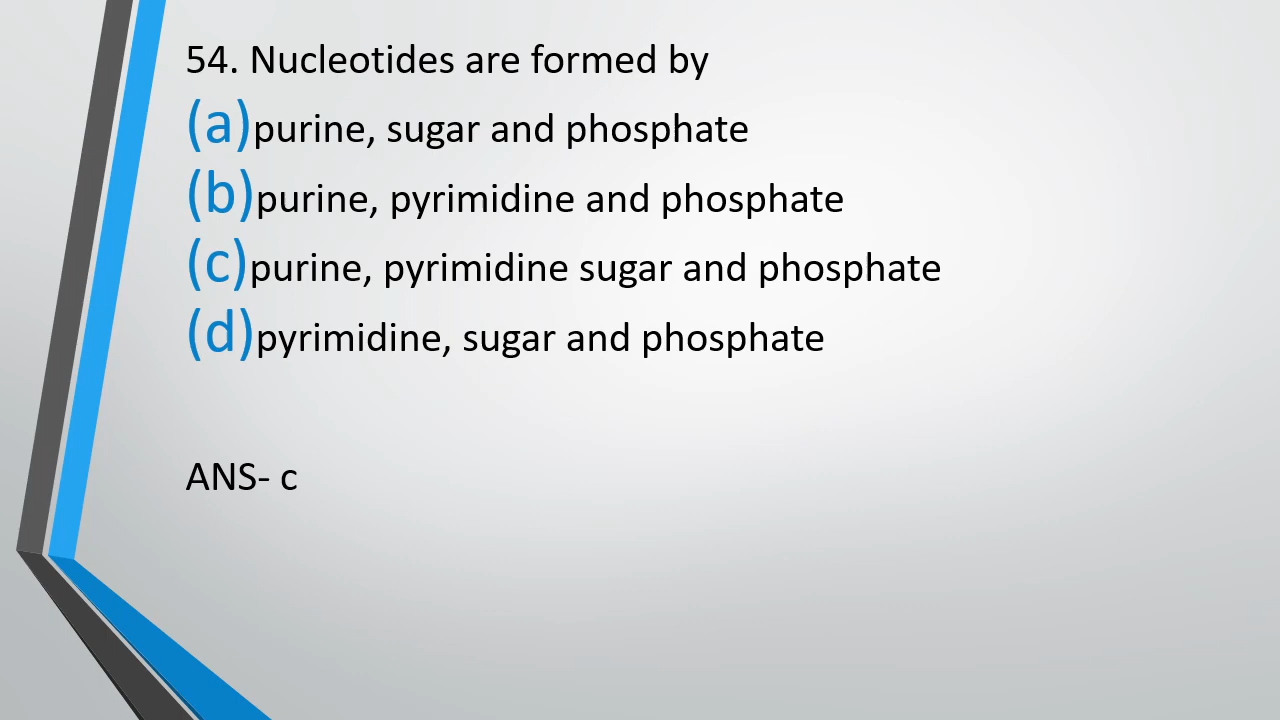 54. Nucleotides are formed by
(a)purine, sugar and phosphate
(b)purine, pyrimidine and phosphate
(c)purine, pyrimidine sugar and phosphate
(d)pyrimidine, sugar and phosphate
ANS- c